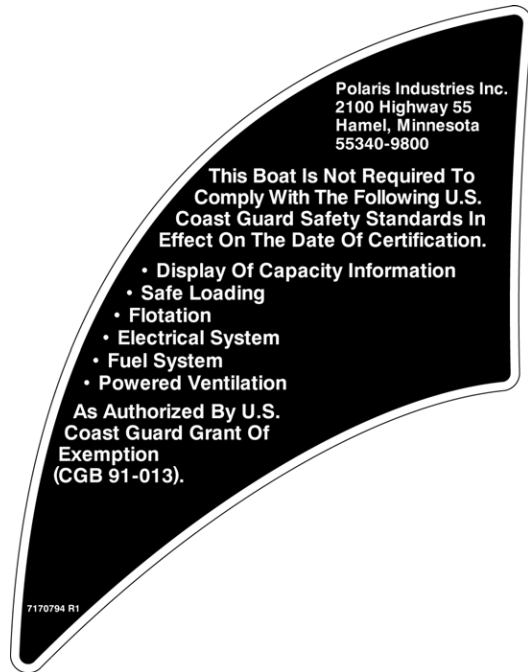 Polaris Industries Inc.
2100 Highway 55
Hamel, Minnesota
55340-9800
This Boat Is Not Required To
Comply With The Following U.S.
Coast Guard Safety Standards In
Effect On The Date Of Certification.
• Display Of Capacity Information
• Safe Loading
• Flotation
• Electrical System
• Fuel System
• Powered Ventilation
As Authorized By U.S.
Coast Guard Grant Of
Exemption
(CGB 91-013).
7170794 R1